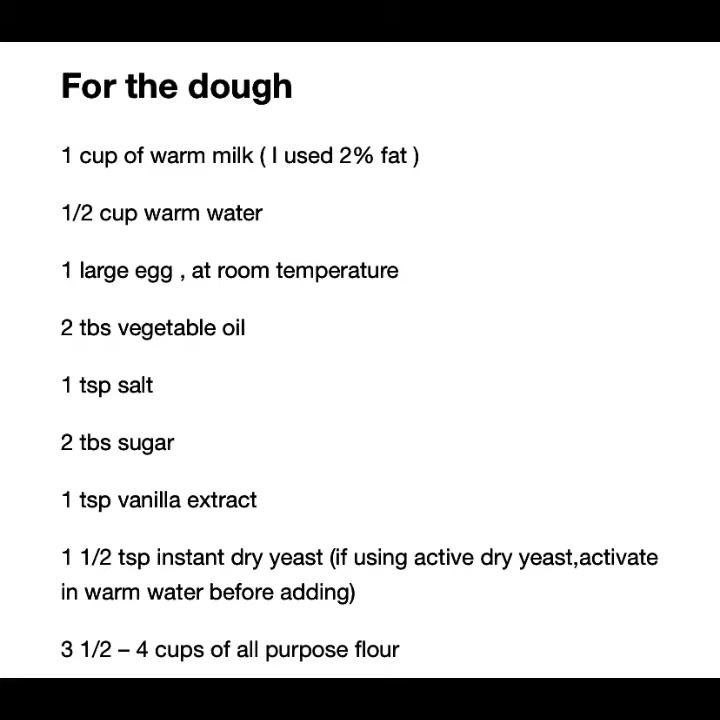 For the dough
1 cup of warm milk ( I used 2% fat )
1/2 cup warm water
1 large egg , at room temperature
2 tbs vegetable oil
1 tsp salt
2 tbs sugar
1 tsp vanilla extract
1 1/2 tsp instant dry yeast (if using active dry yeast,activate
in warm water before adding)
3 1/2 – 4 cups of all purpose flour